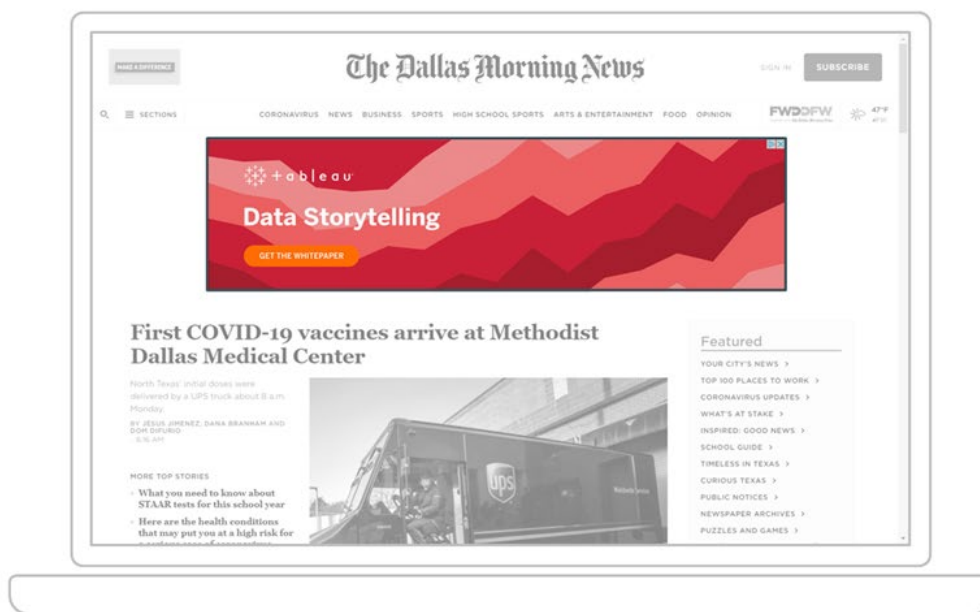 MAKE A DIFFERENCE
The Dallas Morning News
SIGN IN
SUBSCRIBE
SECTIONS
CORONAVIRUS NEWS BUSINESS SPORTS HIGH SCHOOL SPORTS ARTS & ENTERTAINMENT FOOD OPINION
FWD>DFW
47°F
+ableau
Data Storytelling
GET THE WHITEPAPER
First COVID-19 vaccines arrive at Methodist
Dallas Medical Center
North Texas' initial doses were
delivered by a UPS truck about 8 a.m.
Monday.
BY JESUS JIMENEZ, DANA BRANHAM AND
DOM DIFURIO
8:16 AM
MORE TOP STORIES
What you need to know about
STAAR tests for this school year
Here are the health conditions
that may put you at a high risk for
ups
Featured
YOUR CITY'S NEWS >
TOP 100 PLACES TO WORK >
CORONAVIRUS UPDATES >
WHAT'S AT STAKE >
INSPIRED: GOOD NEWS >
SCHOOL GUIDE >
TIMELESS IN TEXAS >
CURIOUS TEXAS >
PUBLIC NOTICES >
NEWSPAPER ARCHIVES >
PUZZLES AND GAMES >